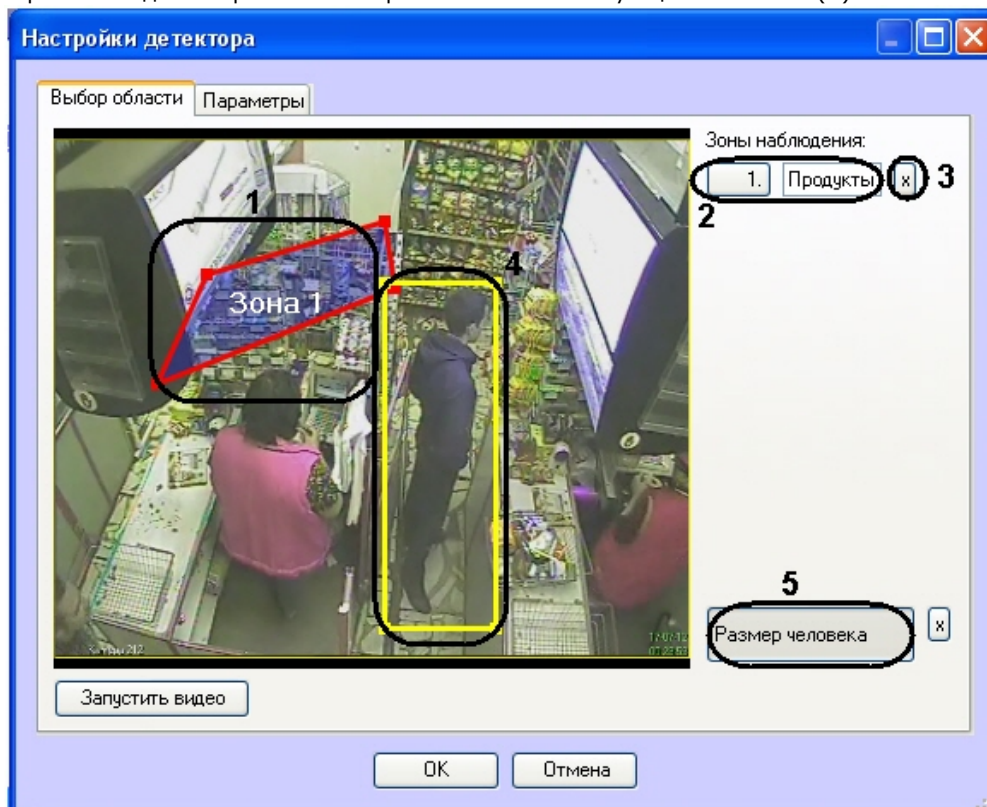 Настройки детектора
Выбор области
Параметры
Зоны наблюдения:
1. Продукты x 3
2
1
Зона 1
4
5
Размер человека x
Запустить видео
OK
Отмена